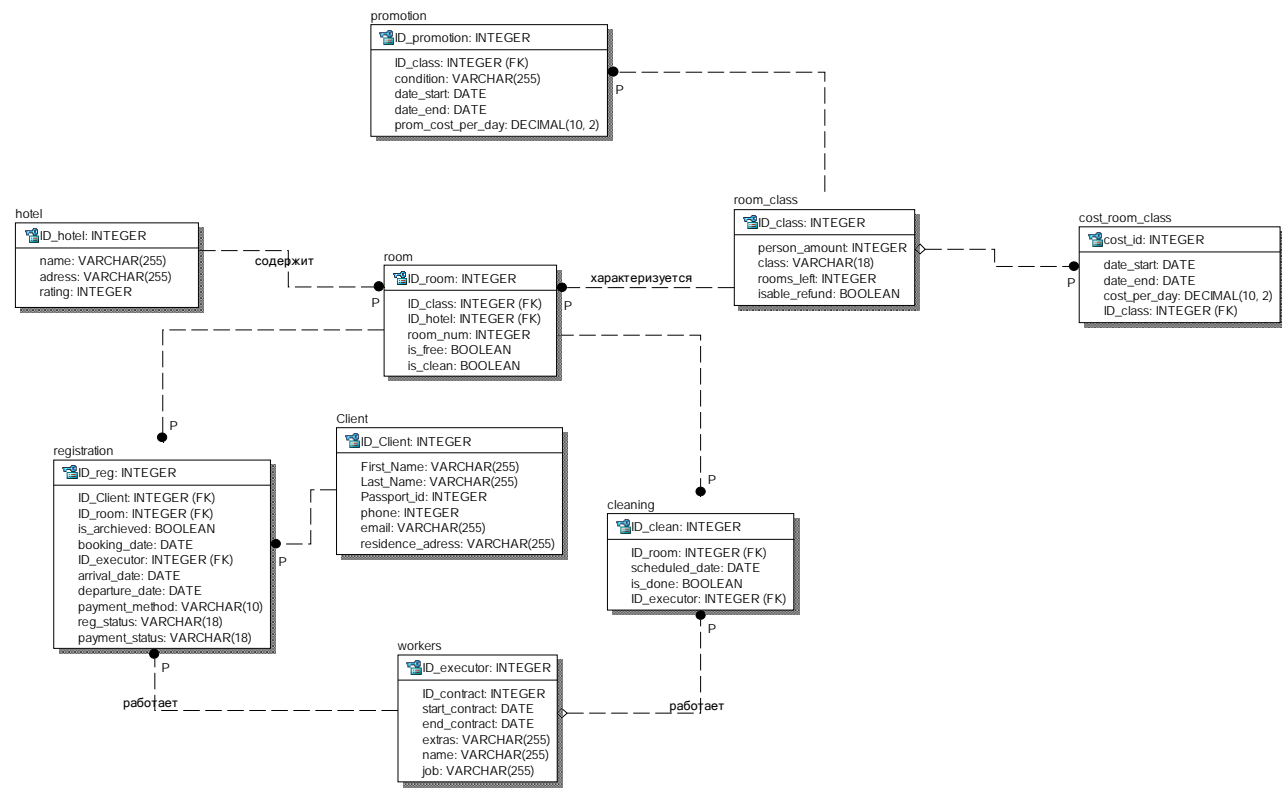 promotion
ID_promotion: INTEGER
ID_class: INTEGER (FK)
condition: VARCHAR(255)
date_start: DATE
date_end: DATE
prom_cost_per_day: DECIMAL(10, 2)
P
hotel
ID_hotel: INTEGER
name: VARCHAR(255)
adress: VARCHAR(255)
rating: INTEGER
содержит
P
room
ID_room: INTEGER
ID_class: INTEGER (FK)
ID_hotel: INTEGER (FK)
room_num: INTEGER
is_free: BOOLEAN
is_clean: BOOLEAN
характеризуется
P
room_class
ID_class: INTEGER
person_amount: INTEGER
class: VARCHAR(18)
rooms_left: INTEGER
isable_refund: BOOLEAN
cost_room_class
cost_id: INTEGER
date_start: DATE
date_end: DATE
cost_per_day: DECIMAL(10, 2)
ID_class: INTEGER (FK)
P
P
registration
ID_reg: INTEGER
ID_Client: INTEGER (FK)
ID_room: INTEGER (FK)
is_archieved: BOOLEAN
booking_date: DATE
ID_executor: INTEGER (FK)
arrival_date: DATE
departure_date: DATE
payment_method: VARCHAR(10)
reg_status: VARCHAR(18)
payment_status: VARCHAR(18)
P
Client
ID_Client: INTEGER
First_Name: VARCHAR(255)
Last_Name: VARCHAR(255)
Passport_id: INTEGER
phone: INTEGER
email: VARCHAR(255)
residence_adress: VARCHAR(255)
P
cleaning
ID_clean: INTEGER
ID_room: INTEGER (FK)
scheduled_date: DATE
is_done: BOOLEAN
ID_executor: INTEGER (FK)
P
P
работает
workers
ID_executor: INTEGER
ID_contract: INTEGER
start_contract: DATE
end_contract: DATE
extras: VARCHAR(255)
name: VARCHAR(255)
job: VARCHAR(255)
работает